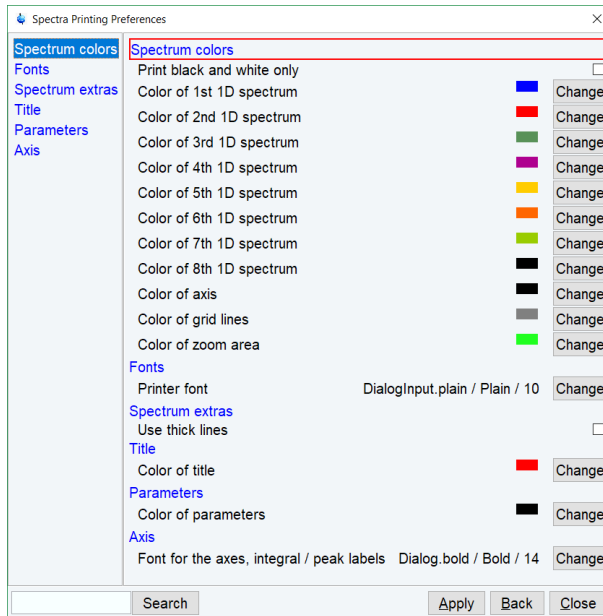 Spectra Printing Preferences
Spectrum colors
Fonts
Spectrum extras
Title
Parameters
Axis
Spectrum colors
Print black and white only
Color of 1st 1D spectrum Change
Color of 2nd 1D spectrum Change
Color of 3rd 1D spectrum Change
Color of 4th 1D spectrum Change
Color of 5th 1D spectrum Change
Color of 6th 1D spectrum Change
Color of 7th 1D spectrum Change
Color of 8th 1D spectrum Change
Color of axis Change
Color of grid lines Change
Color of zoom area Change
Fonts
Printer font DialogInput.plain / Plain / 10 Change
Spectrum extras
Use thick lines
Title
Color of title Change
Parameters
Color of parameters Change
Axis
Font for the axes, integral / peak labels Dialog.bold / Bold / 14 Change
Search Apply Back Close